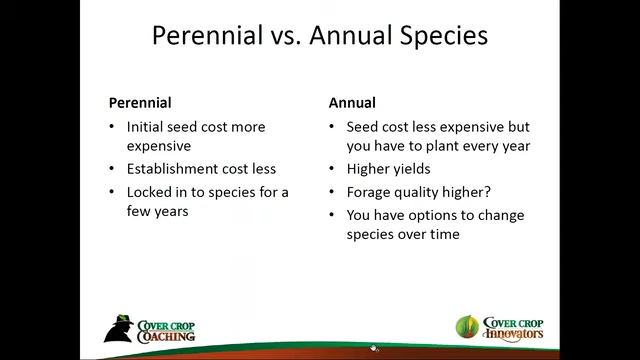 Perennial vs. Annual Species
Perennial
• Initial seed cost more
expensive
• Establishment cost less
• Locked in to species for a
few years
Annual
• Seed cost less expensive but
you have to plant every year
• Higher yields
• Forage quality higher?
• You have options to change
species over time
COVER CROP
COACHING
COVER CROP
Innovators